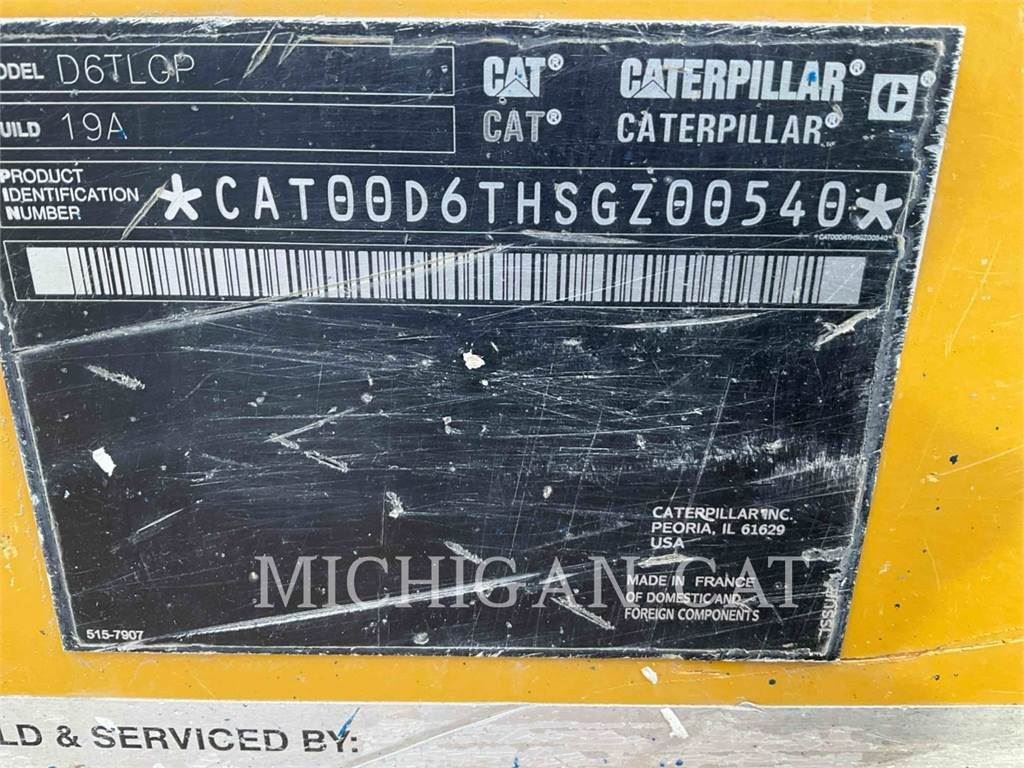 ODEL D6TLGP
UILD 19A
CAT® CATERPILLAR®
CAT® CATERPILLAR®
PRODUCT
IDENTIFICATION
NUMBER
*CAT00D6THSGZ00540*
*CAT00D6THSGZ00540*
CATERPILLAR INC.
PEORIA, IL 61629
USA
MADE IN FRANCE
OF DOMESTIC AND
FOREIGN COMPONENTS
515-7907
MICHIGAN CAT
LD & SERVICED BY: